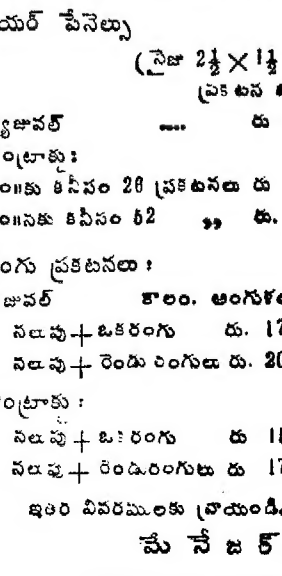 యర్ పేనెల్సు
(సైజు 2½ × 1½
(ప్రకటన
్యజువల్ .... రు
ంట్రాక్టు :
ం॥కు కనీసం 26 ప్రకటనలు రు
ం॥నకు కనీసం 52 ,, రు.
ంగు ప్రకటనలు :
జువల్ కాలం. అంగుళ
నలుపు + ఒకరంగు రు. 17
నలుపు + రెండు రంగులు రు. 20
ంట్రాక్టు :
నలుపు + ఒకరంగు రు 1
నలుపు + రెండురంగులు రు 17
ఇతర వివరములకు వ్రాయండి.
మే నే జ ర్